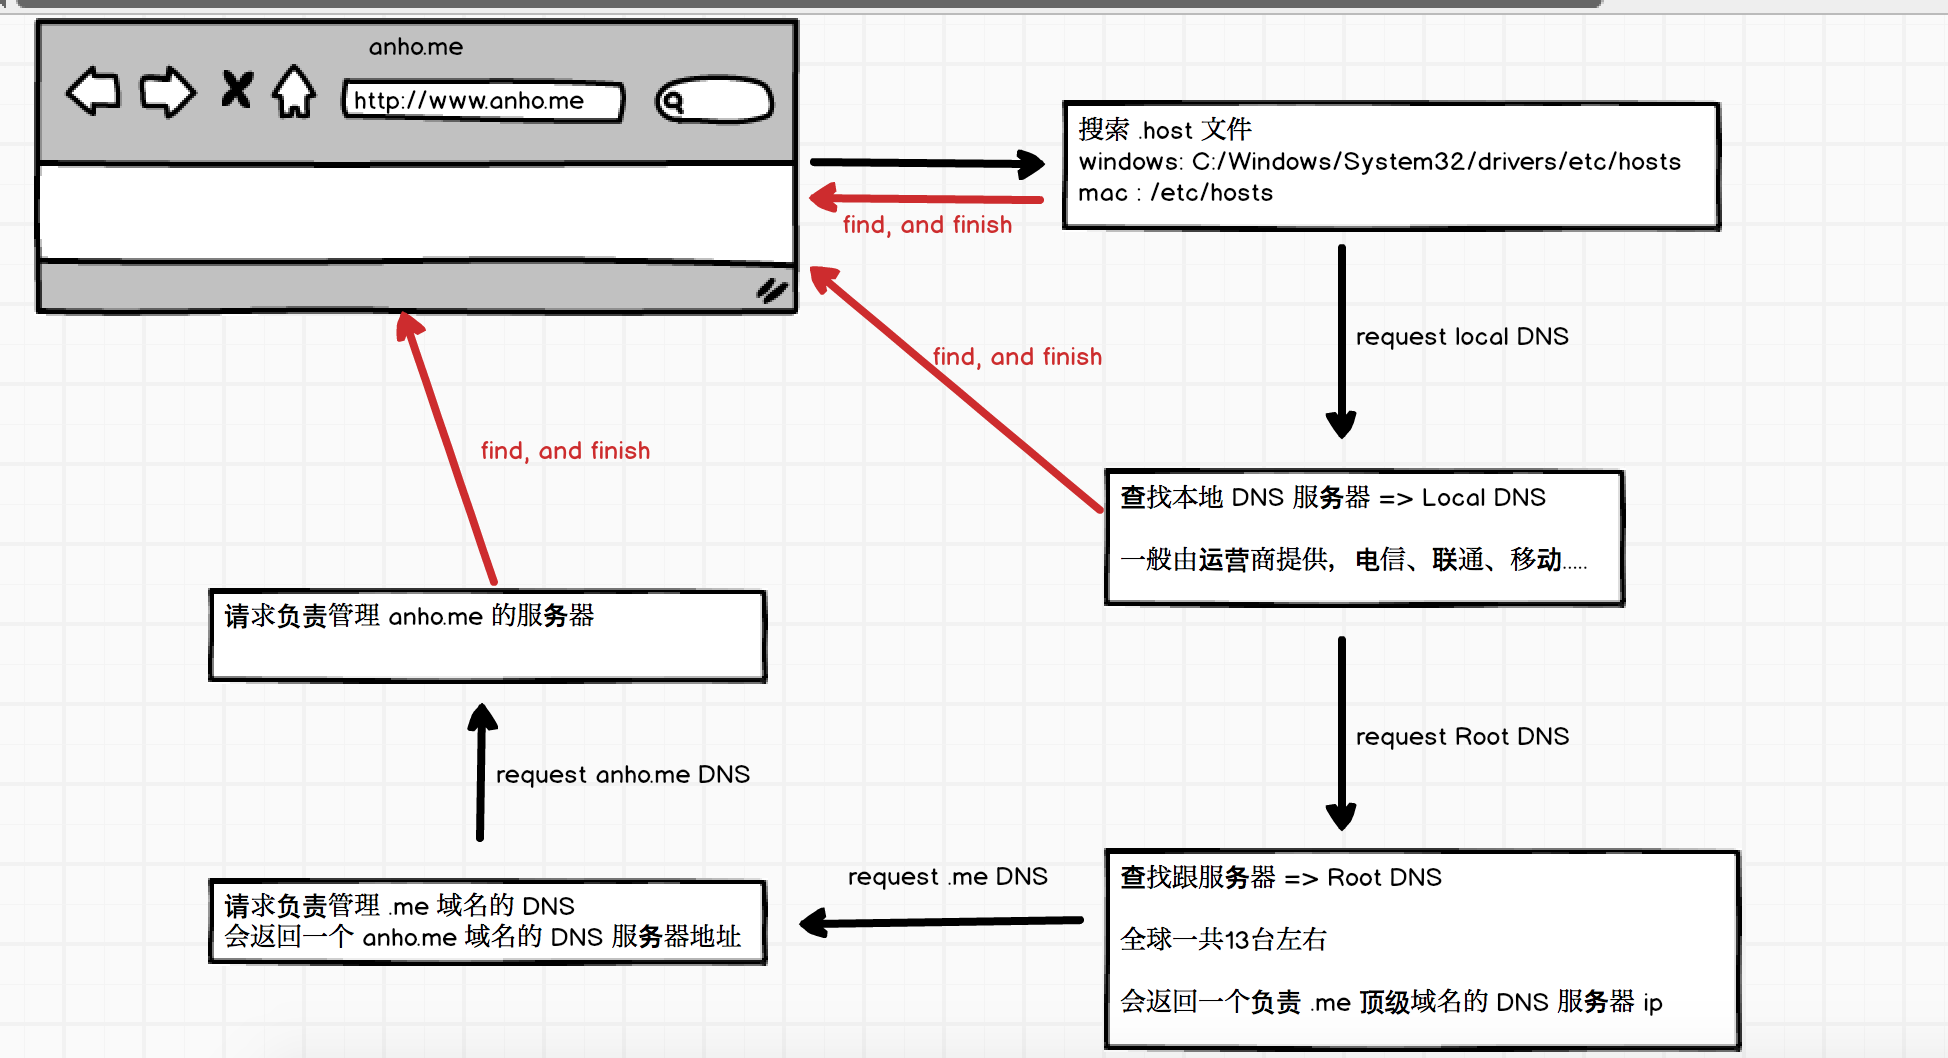 anho.me
http://www.anho.me
搜索 .host 文件
windows: C:/Windows/System32/drivers/etc/hosts
mac : /etc/hosts
find, and finish
request local DNS
find, and finish
find, and finish
查找本地 DNS 服务器 => Local DNS
一般由运营商提供，电信、联通、移动.....
请求负责管理 anho.me 的服务器
request Root DNS
request anho.me DNS
查找跟服务器 => Root DNS
全球一共13台左右
会返回一个负责 .me 顶级域名的 DNS 服务器 ip
request .me DNS
请求负责管理 .me 域名的 DNS
会返回一个 anho.me 域名的 DNS 服务器地址